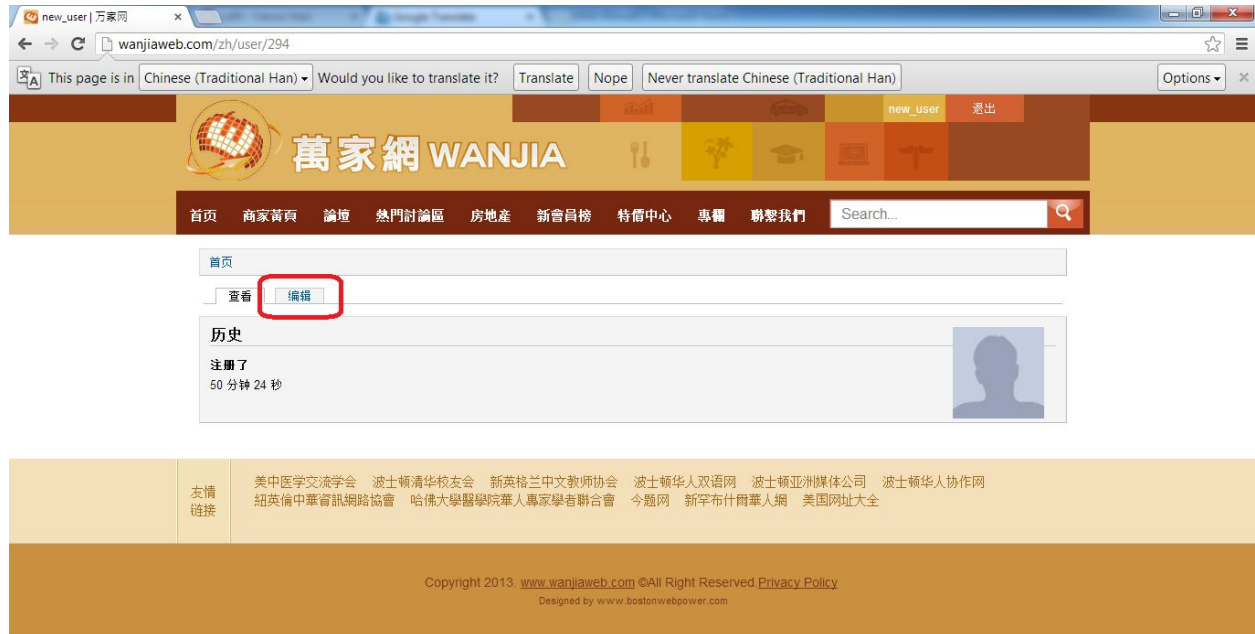 new_user | 万家网
Google Translate
wanjiaweb.com/zh/user/294
This page is in Chinese (Traditional Han) Would you like to translate it? Translate Nope Never translate Chinese (Traditional Han) Options
new_user 退出
萬家網 WANJIA
首页 商家黃頁 論壇 熱門討論區 房地産 新會員榜 特價中心 專欄 聯繫我們 Search...
首页
查看 编辑
历史
注册了
50 分钟 24 秒
友情
链接
美中医学交流学会 波士顿清华校友会 新英格兰中文教师协会 波士顿华人双语网 波士顿亚洲媒体公司 波士顿华人协作网
紐英倫中華資訊網路協會 哈佛大學醫學院華人專家學者聯合會 今题网 新罕布什爾華人網 美国网址大全
Copyright 2013. www.wanjiaweb.com ©All Right Reserved.Privacy Policy
Designed by www.bostonwebpower.com